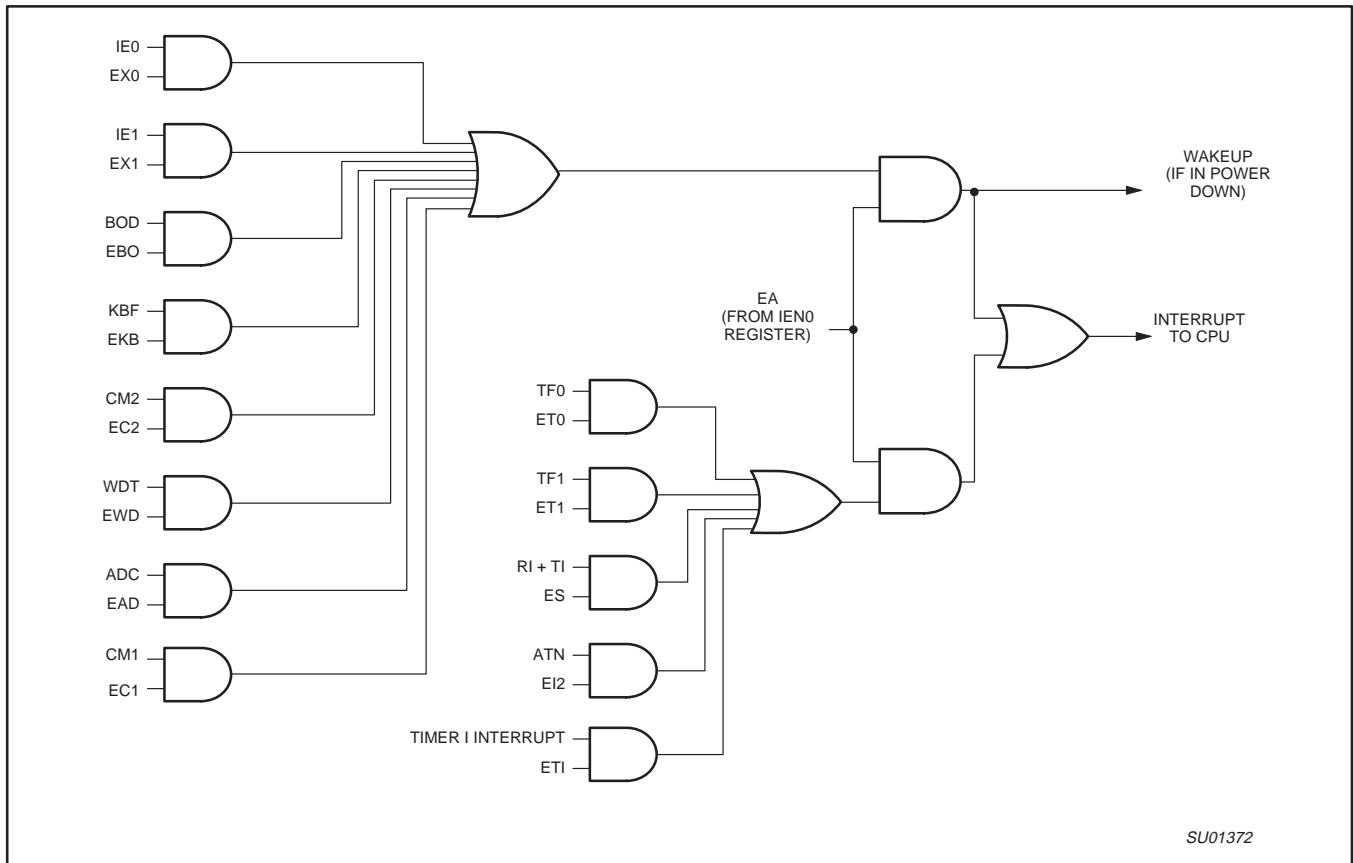 IE0
EX0
IE1
EX1
BOD
EBO
KBF
EKB
CM2
EC2
WDT
EWD
ADC
EAD
CM1
EC1
WAKEUP
(IF IN POWER
DOWN)
EA
(FROM IEN0
REGISTER)
INTERRUPT
TO CPU
TF0
ET0
TF1
ET1
RI + TI
ES
ATN
EI2
TIMER I INTERRUPT
ETI
SU01372